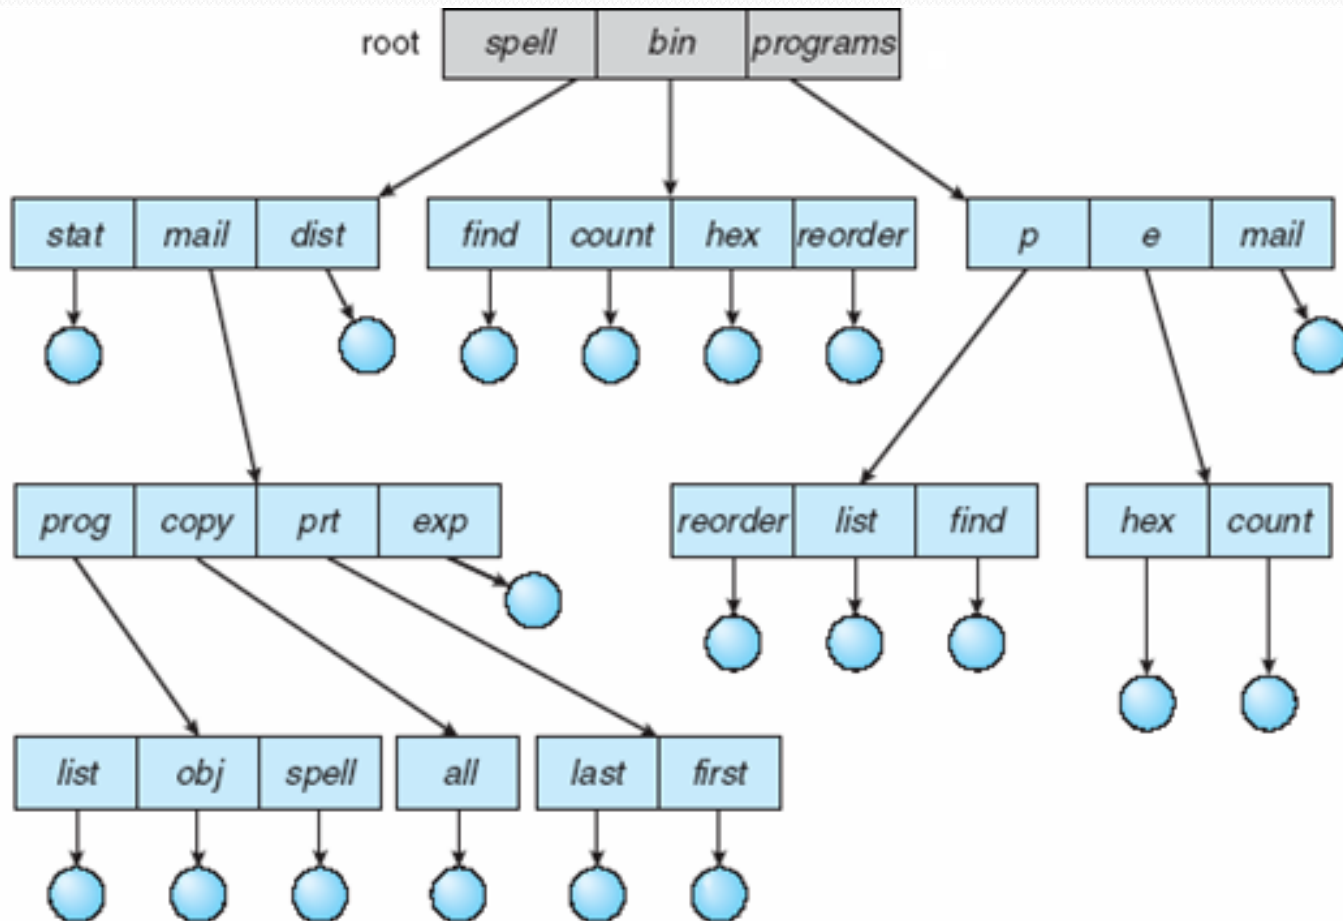 root spell bin programs
stat mail dist find count hex reorder p e mail
prog copy prt exp reorder list find hex count
list obj spell all last first